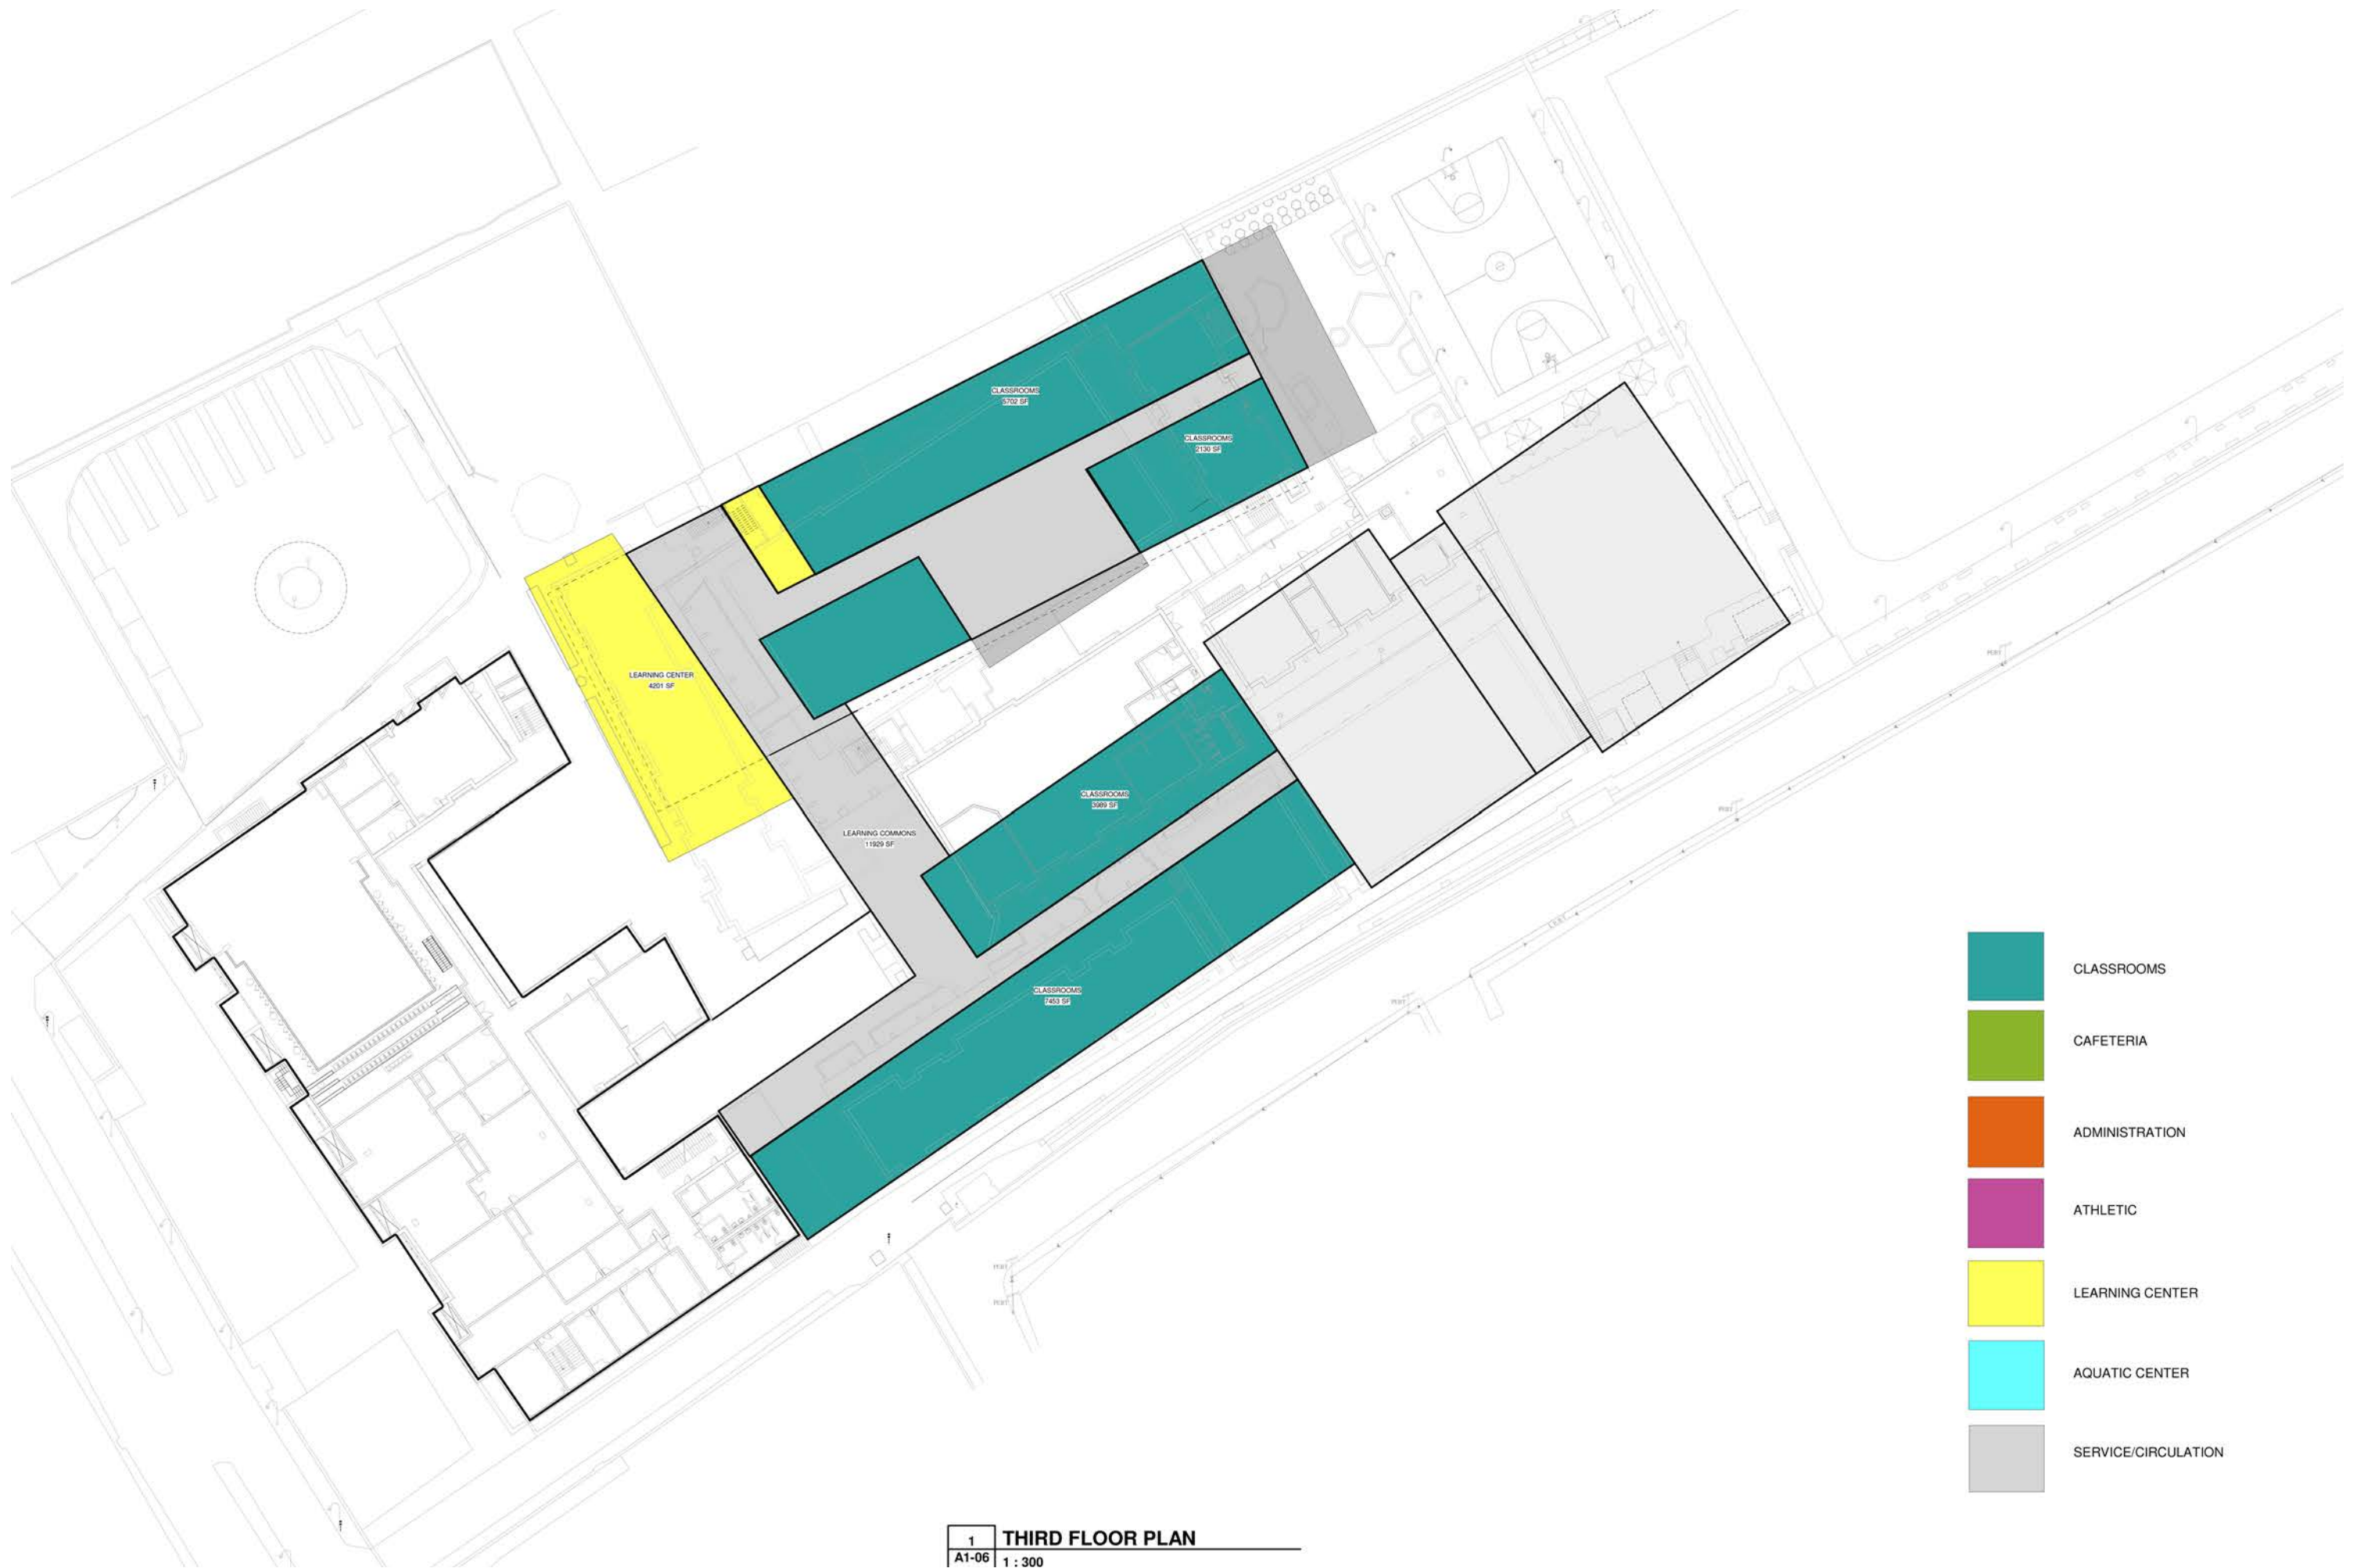 CLASSROOMS
5702 SF
CLASSROOMS
2130 SF
LEARNING CENTER
4201 SF
CLASSROOMS
3989 SF
LEARNING COMMONS
11929 SF
CLASSROOMS
7453 SF
CLASSROOMS
CAFETERIA
ADMINISTRATION
ATHLETIC
LEARNING CENTER
AQUATIC CENTER
SERVICE/CIRCULATION
1
THIRD FLOOR PLAN
A1-06
1 : 300